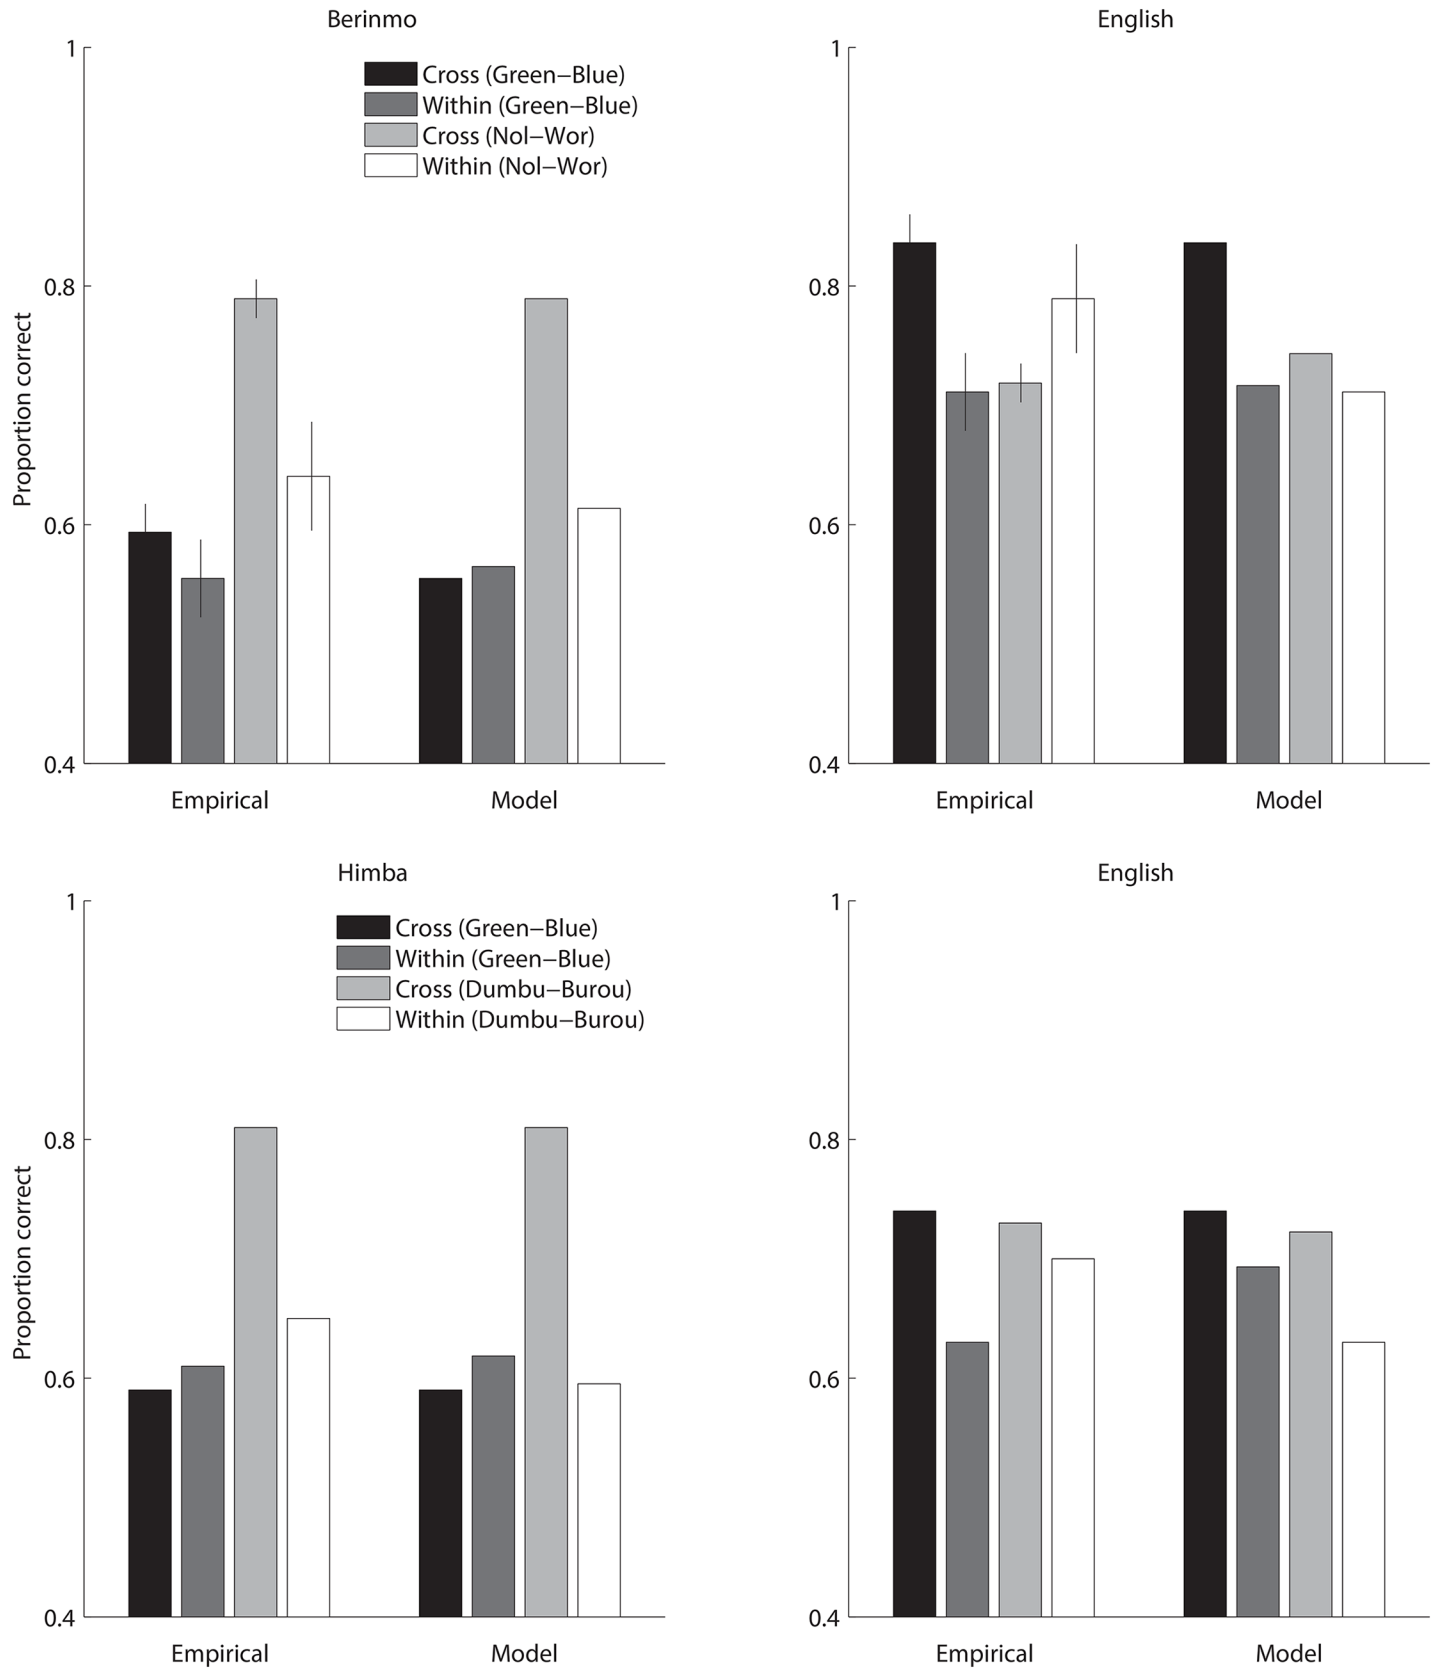 Berinmo
1
Cross (Green–Blue)
Within (Green–Blue)
Cross (Nol–Wor)
Within (Nol–Wor)
0.8
0.6
0.4
Proportion correct
Empirical
Model
English
1
0.8
0.6
0.4
Empirical
Model
Himba
1
Cross (Green–Blue)
Within (Green–Blue)
Cross (Dumbu–Burou)
Within (Dumbu–Burou)
0.8
0.6
0.4
Proportion correct
Empirical
Model
English
1
0.8
0.6
0.4
Empirical
Model